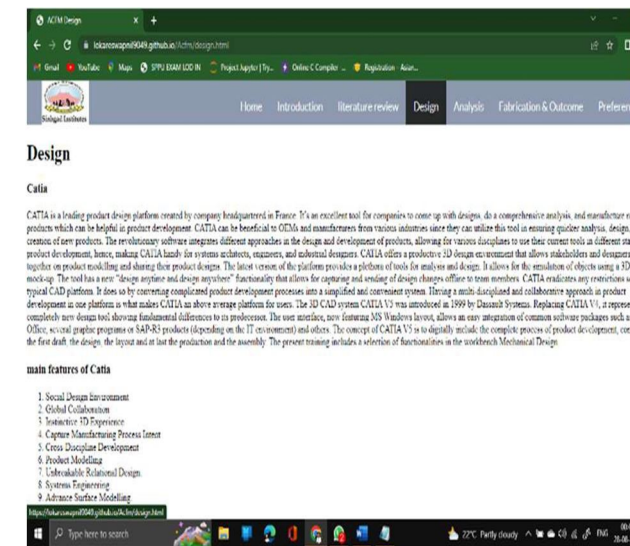 ACFM Design
lokareswapnil9049.github.io/Acfm/design.html
Gmail YouTube Maps SPPU EXAM LOD IN Project Jupyter | Try... Online C Compiler ... Registration - Asian...
Sinhgad Institutes
Home Introduction literature review Design Analysis Fabrication & Outcome Preferen
Design
Catia
CATIA is a leading product design platform created by company headquartered in France. It's an excellent tool for companies to come up with designs, do a comprehensive analysis, and manufacture n
products which can be helpful in product development. CATIA can be beneficial to OEMs and manufacturers from various industries since they can utilize this tool in ensuring quicker analysis, design,
creation of new products. The revolutionary software integrates different approaches in the design and development of products, allowing for various disciplines to use their current tools in different sta
product development, hence, making CATIA handy for systems architects, engineers, and industrial designers. CATIA offers a productive 3D design environment that allows stakeholders and designers
together on product modelling and sharing their product designs. The latest version of the platform provides a plethora of tools for analysis and design. It allows for the simulation of objects using a 3D
mock-up. The tool has a new "design anytime and design anywhere" functionality that allows for capturing and sending of design changes offline to team members. CATIA eradicates any restrictions
typical CAD platform. It does so by converting complicated product development processes into a simplified and convenient system. Having a multi-disciplined and collaborative approach in product
development in one platform is what makes CATIA an above average platform for users. The 3D CAD system CATIA V5 was introduced in 1999 by Dassault Systems. Replacing CATIA V4, it represe
completely new design tool showing fundamental differences to its predecessor. The user interface, now featuring MS Windows layout, allows an easy integration of common software packages such a
Office, several graphic programs or SAP-R3 products (depending on the IT environment) and others. The concept of CATIA V5 is to digitally include the complete process of product development, co
the first draft, the design, the layout and at last the production and the assembly. The present training includes a selection of functionalities in the workbench Mechanical Design.
main features of Catia
1. Social Design Environment
2. Global Collaboration
3. Instinctive 3D Experience
4. Capture Manufacturing Process Intent
5. Cross Discipline Development
6. Product Modelling
7. Unbreakable Relational Design.
8. Systems Engineering
9. Advance Surface Modelling
https://lokareswapnil9049.github.io/Acfm/design.html
Type here to search 22°C Partly cloudy ENG